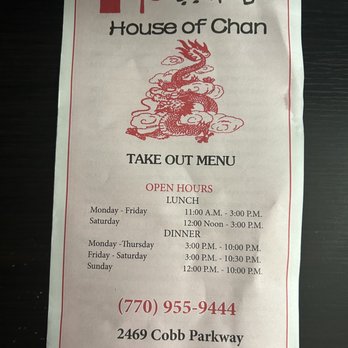 House of Chan
TAKE OUT MENU
OPEN HOURS
LUNCH
Monday - Friday 11:00 A.M. - 3:00 P.M.
Saturday 12:00 Noon - 3:00 P.M.
DINNER
Monday -Thursday 3:00 P.M. - 10:00 P.M.
Friday - Saturday 3:00 P.M. - 10:30 P.M.
Sunday 12:00 P.M. - 10:00 P.M.
(770) 955-9444
2469 Cobb Parkway